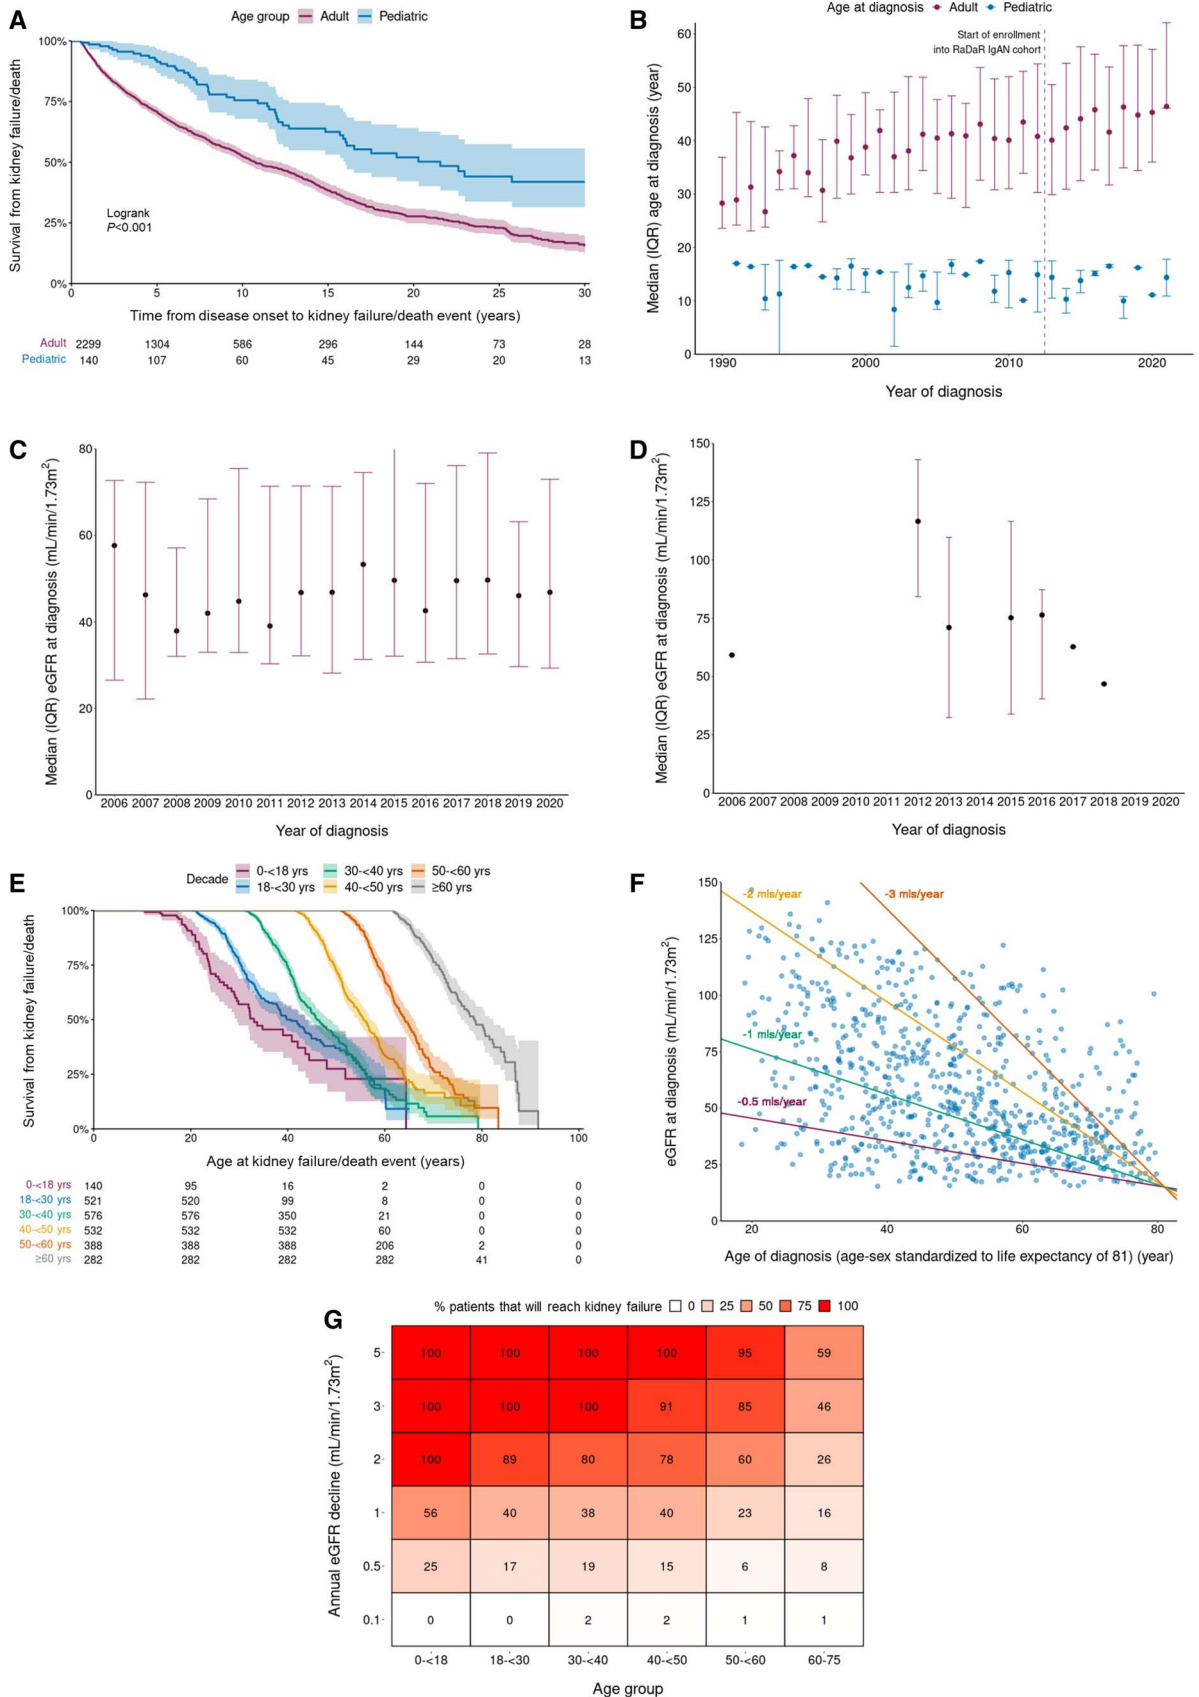 A
Age group Adult Pediatric
100%
75%
50%
25%
0%
Survival from kidney failure/death
Logrank
P<0.001
0 5 10 15 20 25 30
Time from disease onset to kidney failure/death event (years)
Adult 2299 1304 586 296 144 73 28
Pediatric 140 107 60 45 29 20 13
B
Age at diagnosis Adult Pediatric
Start of enrollment
into RaDaR IgAN cohort
60
50
40
30
20
10
0
Median (IQR) age at diagnosis (year)
1990 2000 2010 2020
Year of diagnosis
C
80
60
40
20
0
Median (IQR) eGFR at diagnosis (mL/min/1.73m²)
2006 2007 2008 2009 2010 2011 2012 2013 2014 2015 2016 2017 2018 2019 2020
Year of diagnosis
D
150
125
100
75
50
25
0
Median (IQR) eGFR at diagnosis (mL/min/1.73m²)
2006 2007 2008 2009 2010 2011 2012 2013 2014 2015 2016 2017 2018 2019 2020
Year of diagnosis
E
Decade 0-<18 yrs 30-<40 yrs 50-<60 yrs
18-<30 yrs 40-<50 yrs ≥60 yrs
100%
75%
50%
25%
0%
Survival from kidney failure/death
0 20 40 60 80 100
Age at kidney failure/death event (years)
0-<18 yrs 140 95 16 2 0 0
18-<30 yrs 521 520 99 8 0 0
30-<40 yrs 576 576 350 21 0 0
40-<50 yrs 532 532 532 60 0 0
50-<60 yrs 388 388 388 206 2 0
≥60 yrs 282 282 282 282 41 0
F
150
125
100
75
50
25
0
eGFR at diagnosis (mL/min/1.73m²)
-2 mls/year
-3 mls/year
-1 mls/year
-0.5 mls/year
20 40 60 80
Age of diagnosis (age-sex standardized to life expectancy of 81) (year)
G
% patients that will reach kidney failure 0 25 50 75 100
Annual eGFR decline (mL/min/1.73m²)
5 100 100 100 100 95 59
3 100 100 100 91 85 46
2 100 89 80 78 60 26
1 56 40 38 40 23 16
0.5 25 17 19 15 6 8
0.1 0 0 2 2 1 1
0-<18 18-<30 30-<40 40-<50 50-<60 60-75
Age group